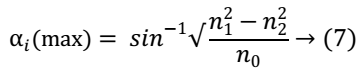 αᵢ(max) = sin⁻¹√(n₁² − n₂²)/n₀ → (7)